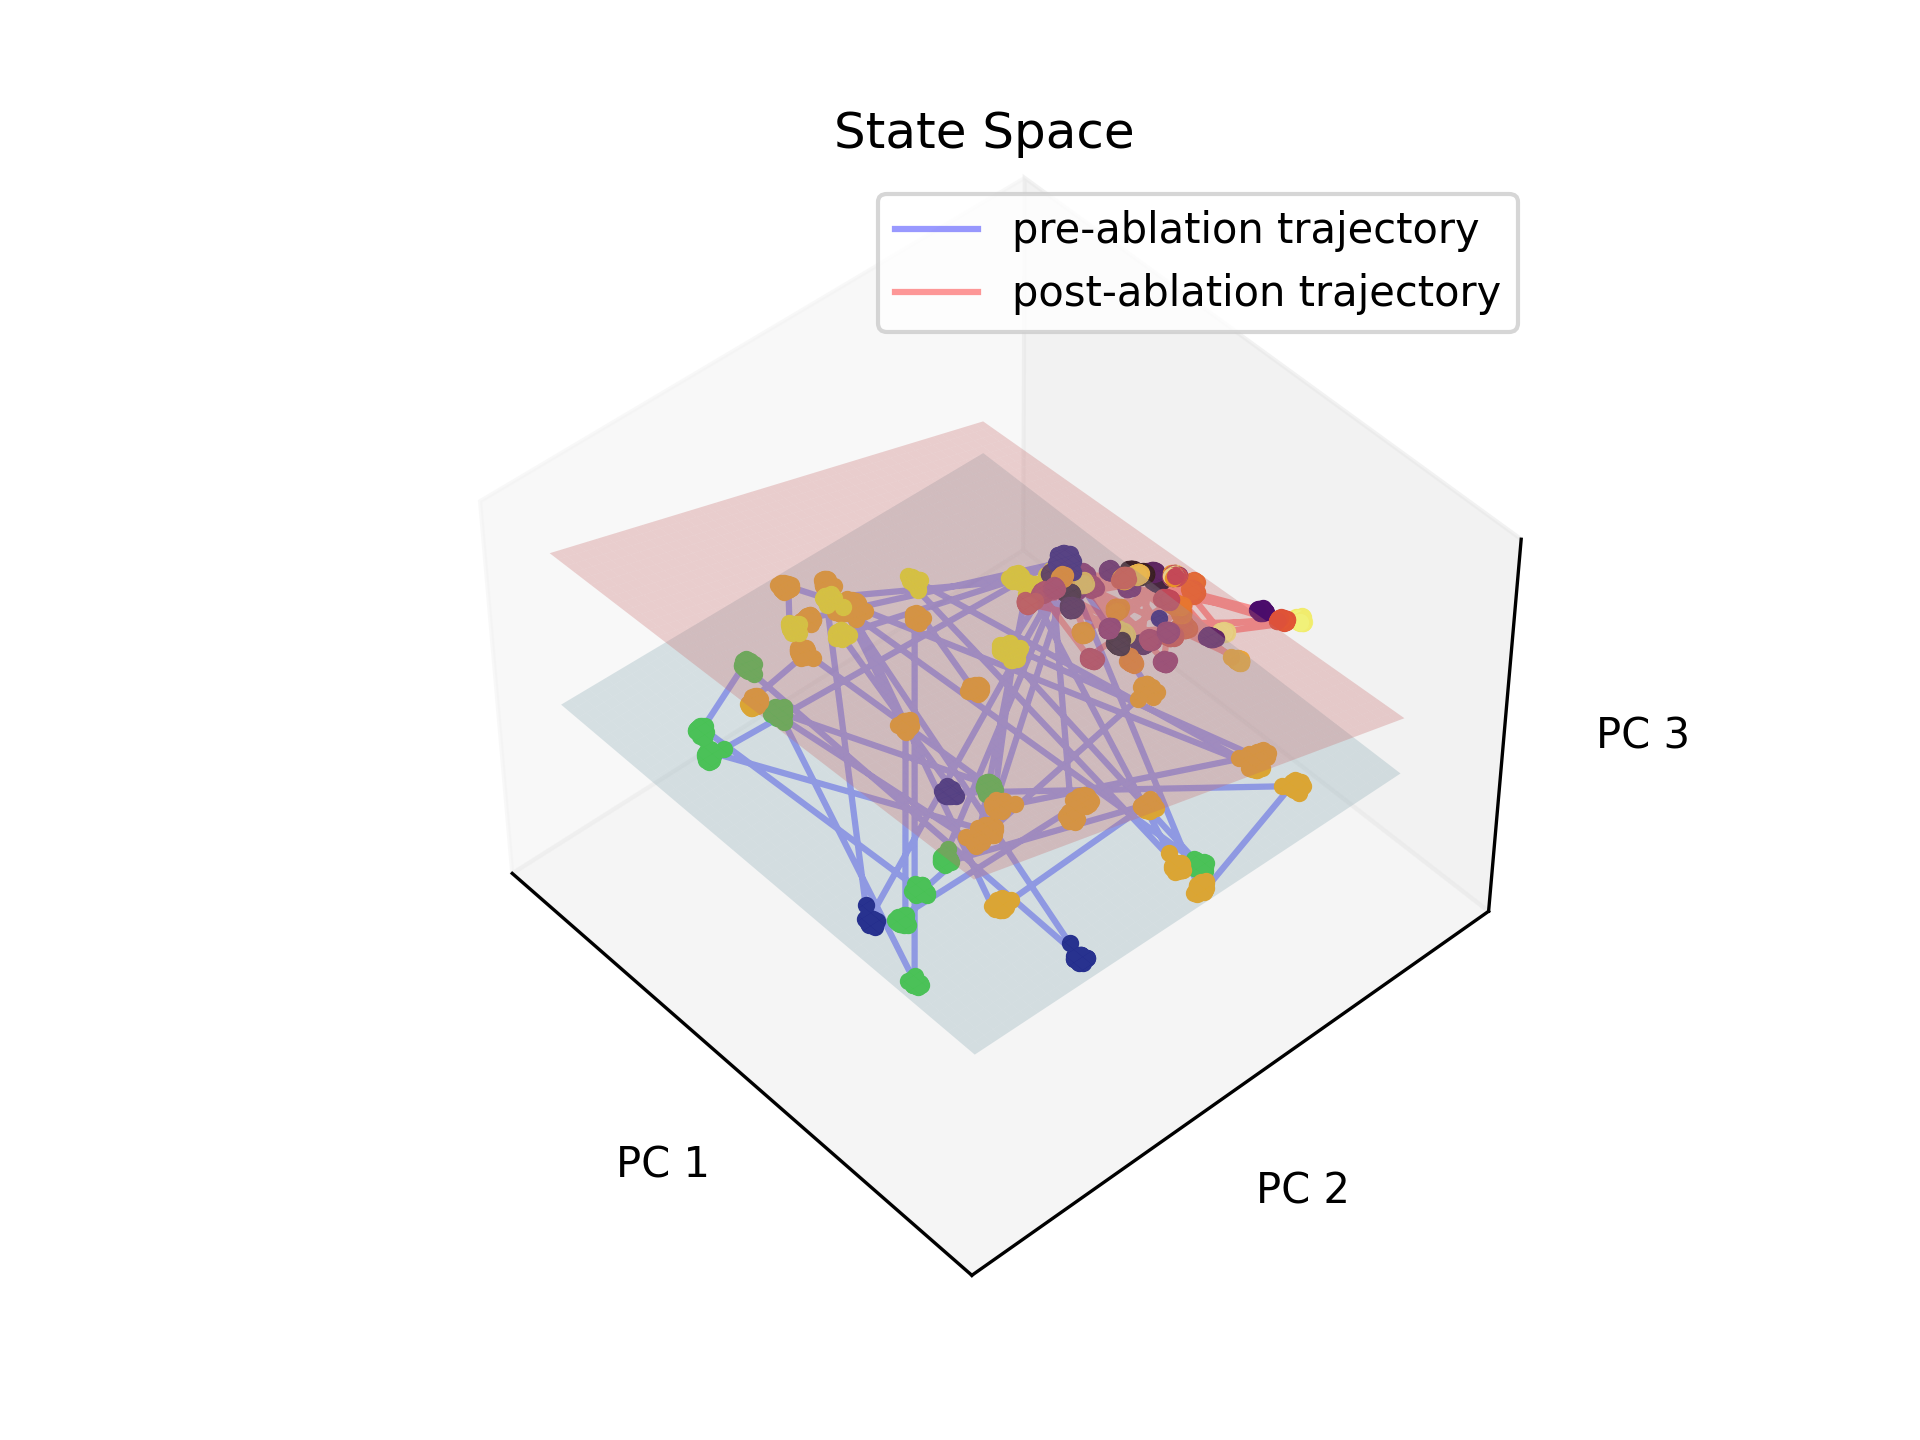 State Space
pre-ablation trajectory
post-ablation trajectory
PC 3
PC 1
PC 2